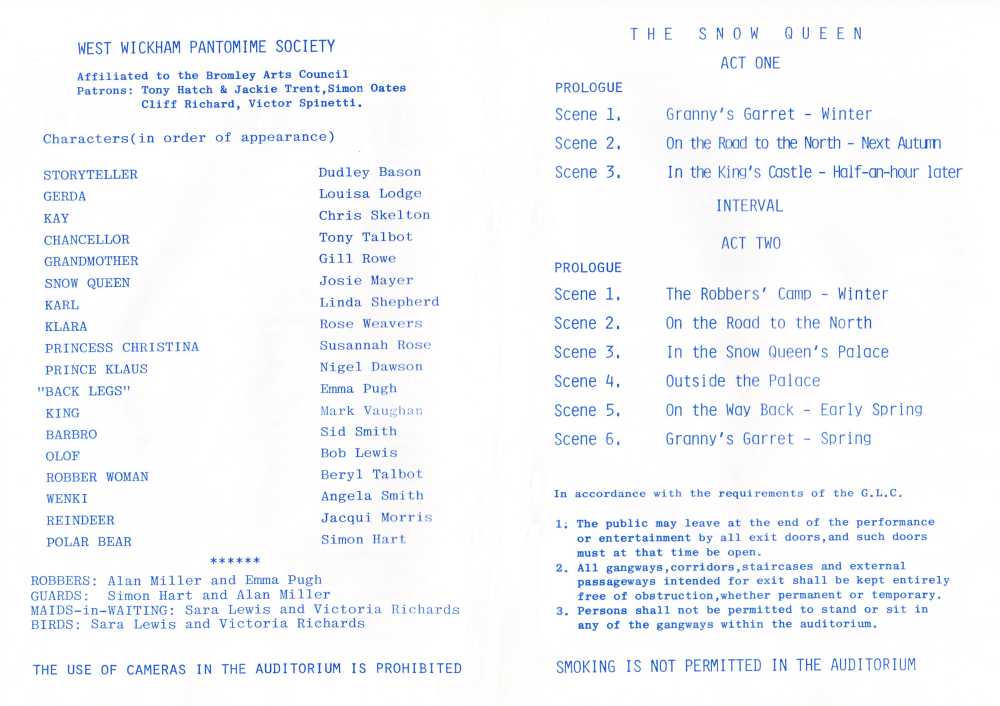 WEST WICKHAM PANTOMIME SOCIETY
Affiliated to the Bromley Arts Council
Patrons: Tony Hatch & Jackie Trent,Simon Oates
Cliff Richard, Victor Spinetti.
Characters(in order of appearance)
STORYTELLER Dudley Bason
GERDA Louisa Lodge
KAY Chris Skelton
CHANCELLOR Tony Talbot
GRANDMOTHER Gill Rowe
SNOW QUEEN Josie Mayer
KARL Linda Shepherd
KLARA Rose Weavers
PRINCESS CHRISTINA Susannah Rose
PRINCE KLAUS Nigel Dawson
"BACK LEGS" Emma Pugh
KING Mark Vaughan
BARBRO Sid Smith
OLOF Bob Lewis
ROBBER WOMAN Beryl Talbot
WENKI Angela Smith
REINDEER Jacqui Morris
POLAR BEAR Simon Hart
******
ROBBERS: Alan Miller and Emma Pugh
GUARDS: Simon Hart and Alan Miller
MAIDS-in-WAITING: Sara Lewis and Victoria Richards
BIRDS: Sara Lewis and Victoria Richards
THE USE OF CAMERAS IN THE AUDITORIUM IS PROHIBITED
THE SNOW QUEEN
ACT ONE
PROLOGUE
Scene 1. Granny's Garret - Winter
Scene 2. On the Road to the North - Next Autumn
Scene 3. In the King's Castle - Half-an-hour later
INTERVAL
ACT TWO
PROLOGUE
Scene 1. The Robbers' Camp - Winter
Scene 2. On the Road to the North
Scene 3. In the Snow Queen's Palace
Scene 4. Outside the Palace
Scene 5. On the Way Back - Early Spring
Scene 6. Granny's Garret - Spring
In accordance with the requirements of the G.L.C.
1; The public may leave at the end of the performance
or entertainment by all exit doors,and such doors
must at that time be open.
2. All gangways,corridors,staircases and external
passageways intended for exit shall be kept entirely
free of obstruction,whether permanent or temporary.
3. Persons shall not be permitted to stand or sit in
any of the gangways within the auditorium.
SMOKING IS NOT PERMITTED IN THE AUDITORIUM